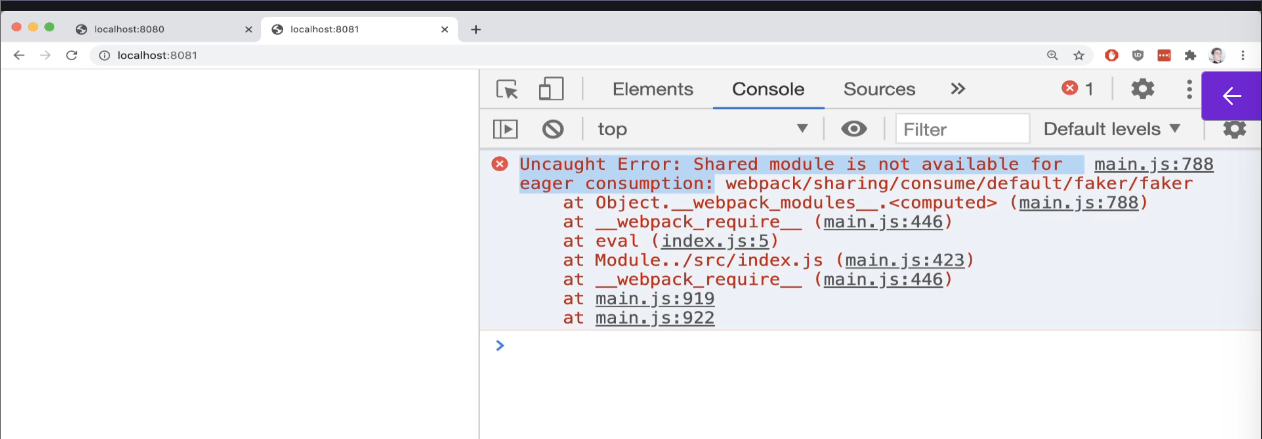 localhost:8080
localhost:8081
localhost:8081
Elements Console Sources 1
top Filter Default levels ▼
Uncaught Error: Shared module is not available for main.js:788
eager consumption: webpack/sharing/consume/default/faker/faker
at Object.__webpack_modules__.<computed> (main.js:788)
at __webpack_require__ (main.js:446)
at eval (index.js:5)
at Module../src/index.js (main.js:423)
at __webpack_require__ (main.js:446)
at main.js:919
at main.js:922